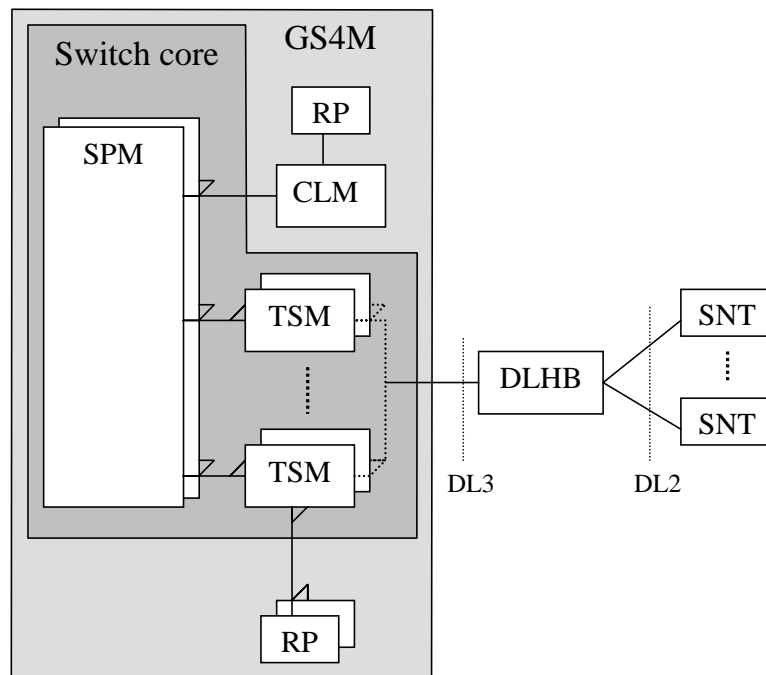 GS4M
Switch core
RP
SPM
CLM
TSM
SNT
DLHB
SNT
TSM
DL3
DL2
RP